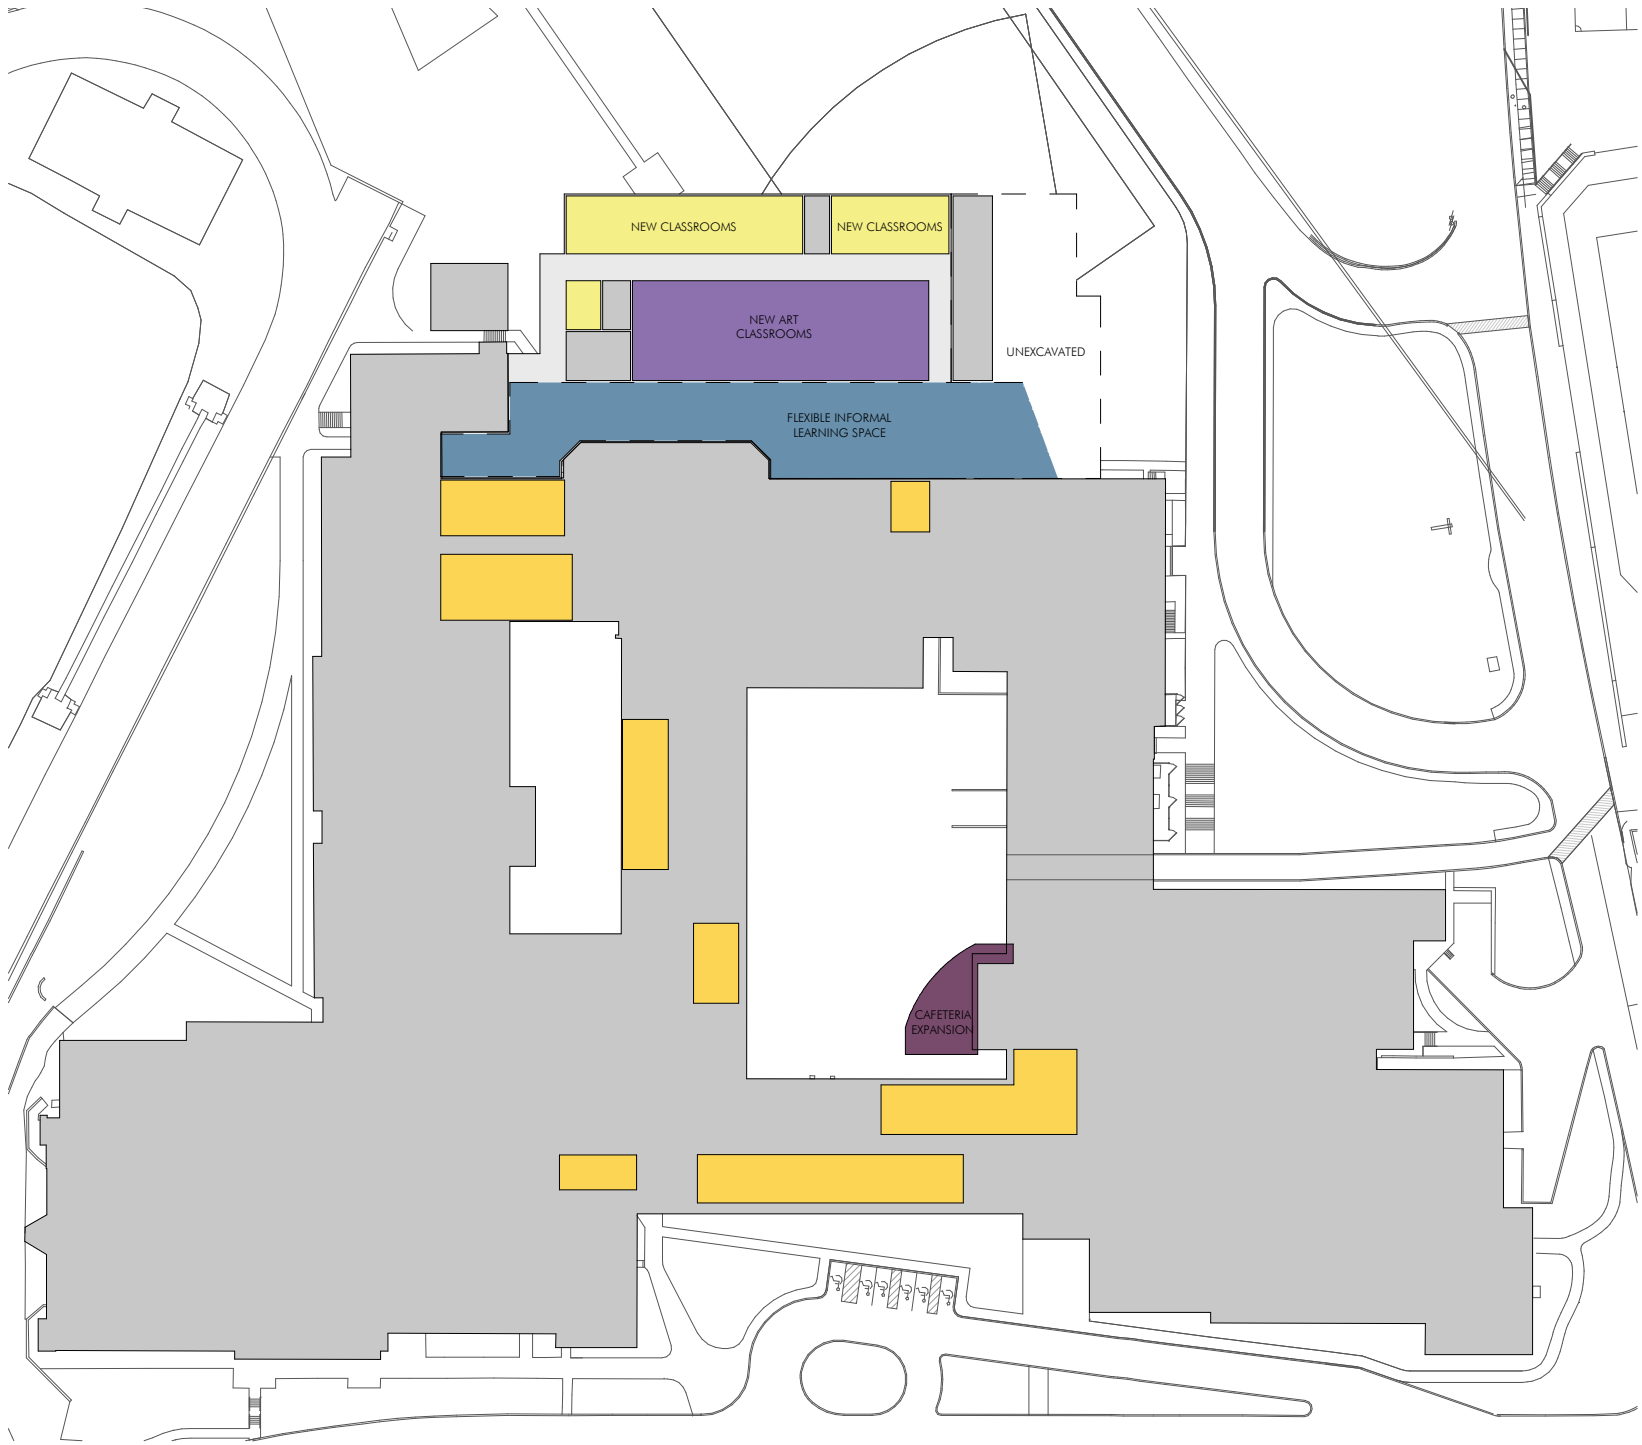 NEW CLASSROOMS
NEW CLASSROOMS
NEW ART
CLASSROOMS
UNEXCAVATED
FLEXIBLE INFORMAL
LEARNING SPACE
CAFETERIA
EXPANSION